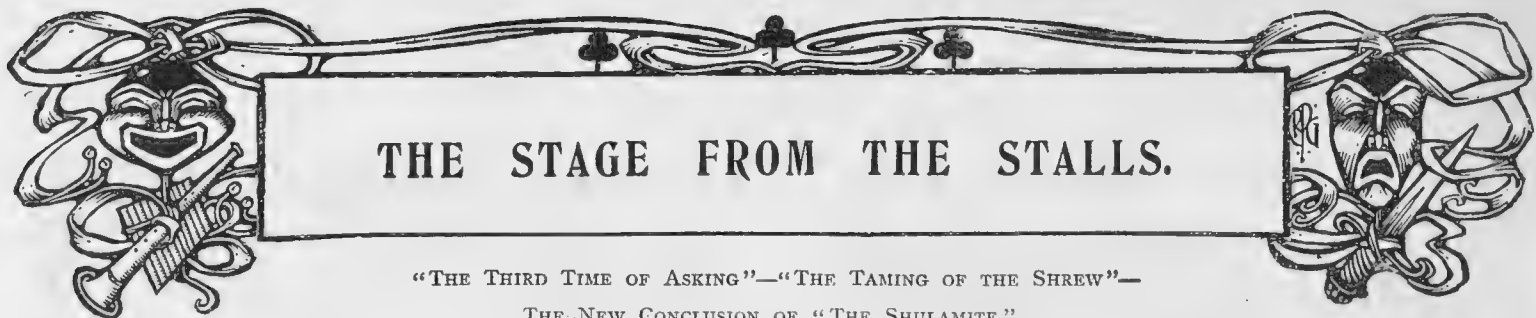 THE STAGE FROM THE STALLS.
"THE THIRD TIME OF ASKING"—"THE TAMING OF THE SHREW"—
THE NEW CONCLUSION OF "THE SHULAMITE"